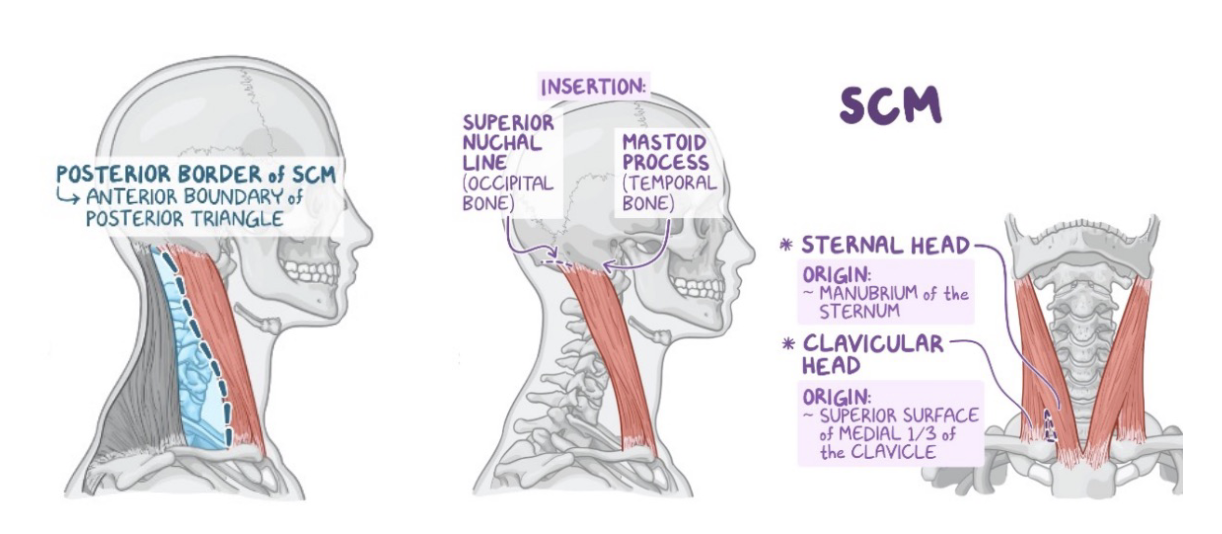 POSTERIOR BORDER of SCM
↳ ANTERIOR BOUNDARY of
POSTERIOR TRIANGLE
INSERTION:
SUPERIOR
NUCHAL
LINE
(OCCIPITAL
BONE)
MASTOID
PROCESS
(TEMPORAL
BONE)
SCM
* STERNAL HEAD
ORIGIN:
~ MANUBRIUM of the
STERNUM
* CLAVICULAR
HEAD
ORIGIN:
~ SUPERIOR SURFACE
of MEDIAL 1/3 of
the CLAVICLE